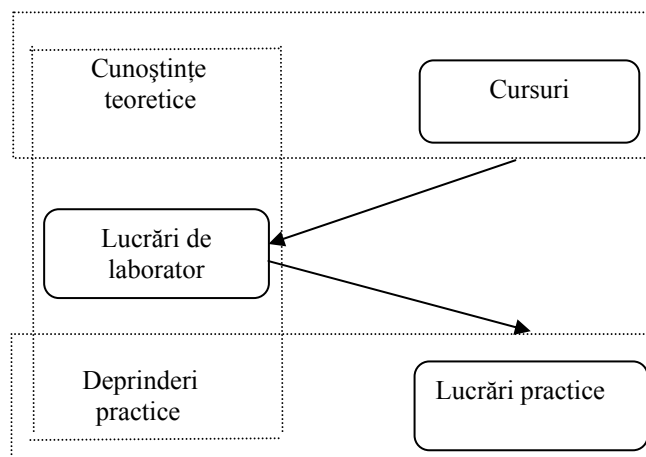 Cunoştinţe
teoretice
Cursuri
Lucrări de
laborator
Deprinderi
practice
Lucrări practice